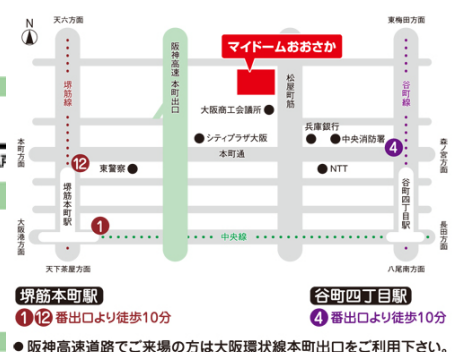 天六方面
東梅田方面
N
マイドームおおさか
阪神高速 本町出口
堺筋線
松屋町筋
谷町線
大阪商工会議所
兵庫銀行
シティプラザ大阪
中央消防署
本町方面
本町通
4
森ノ宮方面
12
東警察
NTT
堺筋本町駅
谷町四丁目駅
1
大阪港方面
中央線
長田方面
天下茶屋方面
八尾南方面
堺筋本町駅
谷町四丁目駅
1 12 番出口より徒歩10分
4 番出口より徒歩10分
● 阪神高速道路でご来場の方は大阪環状線本町出口をご利用下さい。